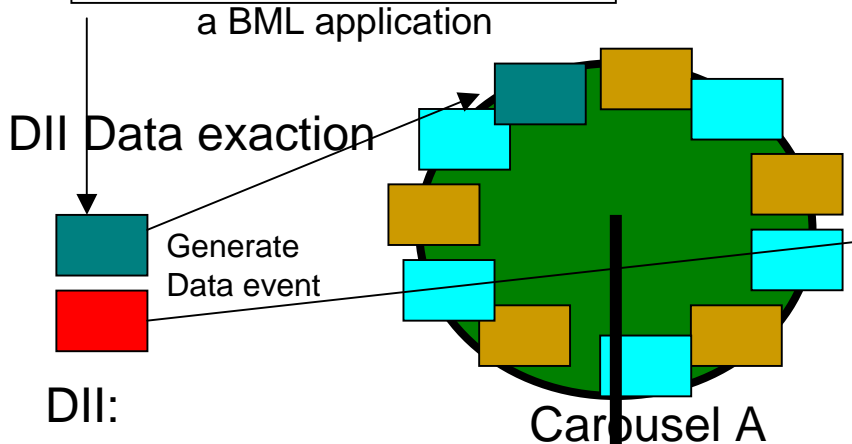 a BML application
DII Data exaction
Generate
Data event
DII:
Carousel A